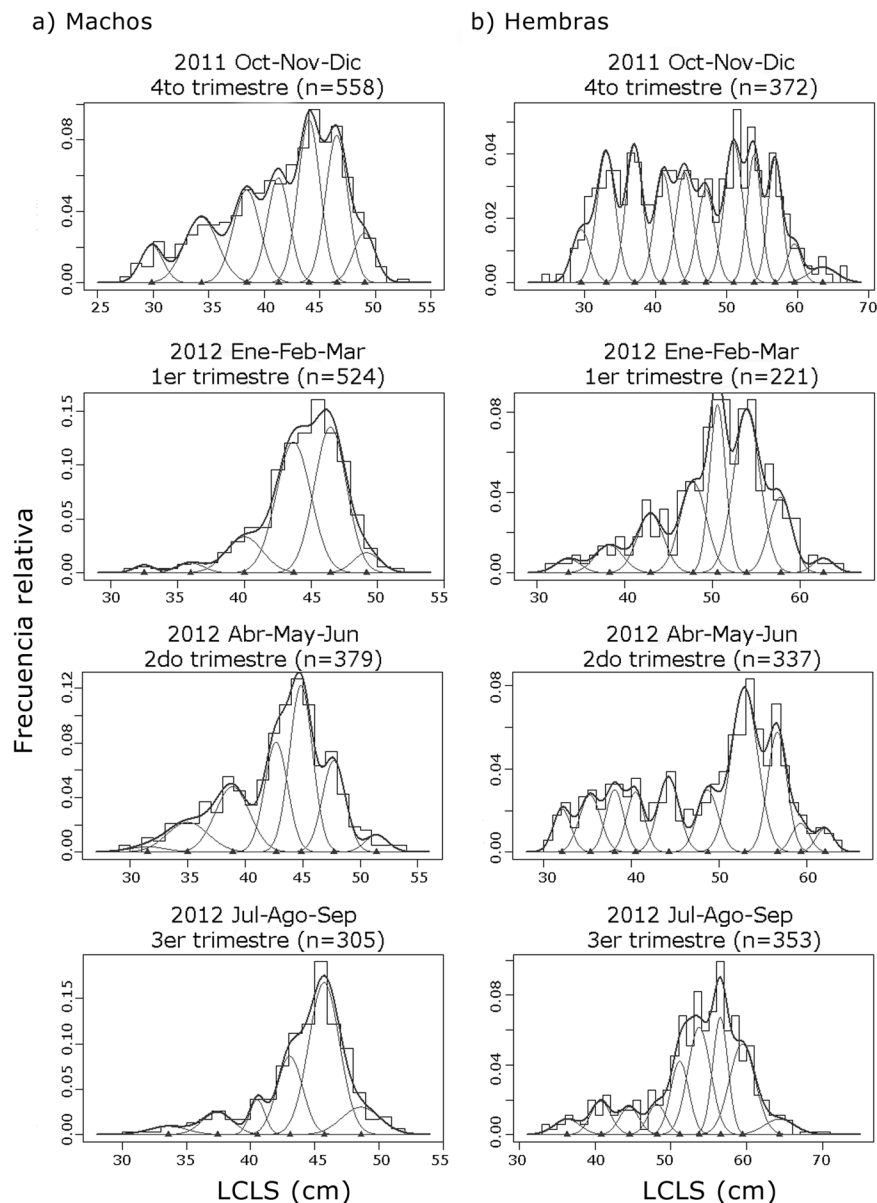 a) Machos
b) Hembras
2011 Oct-Nov-Dic
4to trimestre (n=558)
0.00 0.04 0.08
25 30 35 40 45 50 55
2011 Oct-Nov-Dic
4to trimestre (n=372)
0.00 0.02 0.04
30 40 50 60 70
2012 Ene-Feb-Mar
1er trimestre (n=524)
0.00 0.05 0.10 0.15
30 35 40 45 50 55
2012 Ene-Feb-Mar
1er trimestre (n=221)
0.00 0.04 0.08
30 40 50 60
Frecuencia relativa
2012 Abr-May-Jun
2do trimestre (n=379)
0.00 0.04 0.08 0.12
30 35 40 45 50 55
2012 Abr-May-Jun
2do trimestre (n=337)
0.00 0.04 0.08
30 40 50 60
2012 Jul-Ago-Sep
3er trimestre (n=305)
0.00 0.05 0.10 0.15
30 35 40 45 50 55
LCLS (cm)
2012 Jul-Ago-Sep
3er trimestre (n=353)
0.00 0.04 0.08
30 40 50 60 70
LCLS (cm)